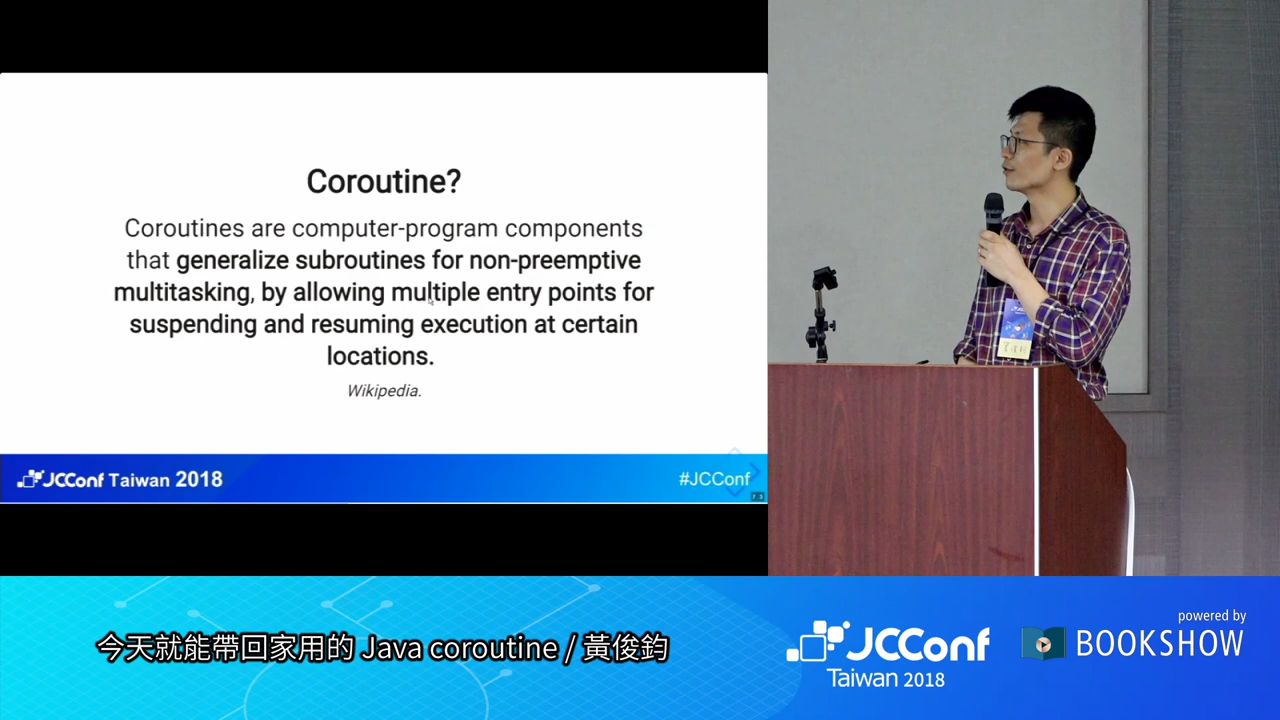 Coroutine?
Coroutines are computer-program components
that generalize subroutines for non-preemptive
multitasking, by allowing multiple entry points for
suspending and resuming execution at certain
locations.
Wikipedia.
JCConf Taiwan 2018
#JCConf
今天就能帶回家用的 Java coroutine / 黃俊鈞
JCConf
Taiwan 2018
powered by
BOOKSHOW